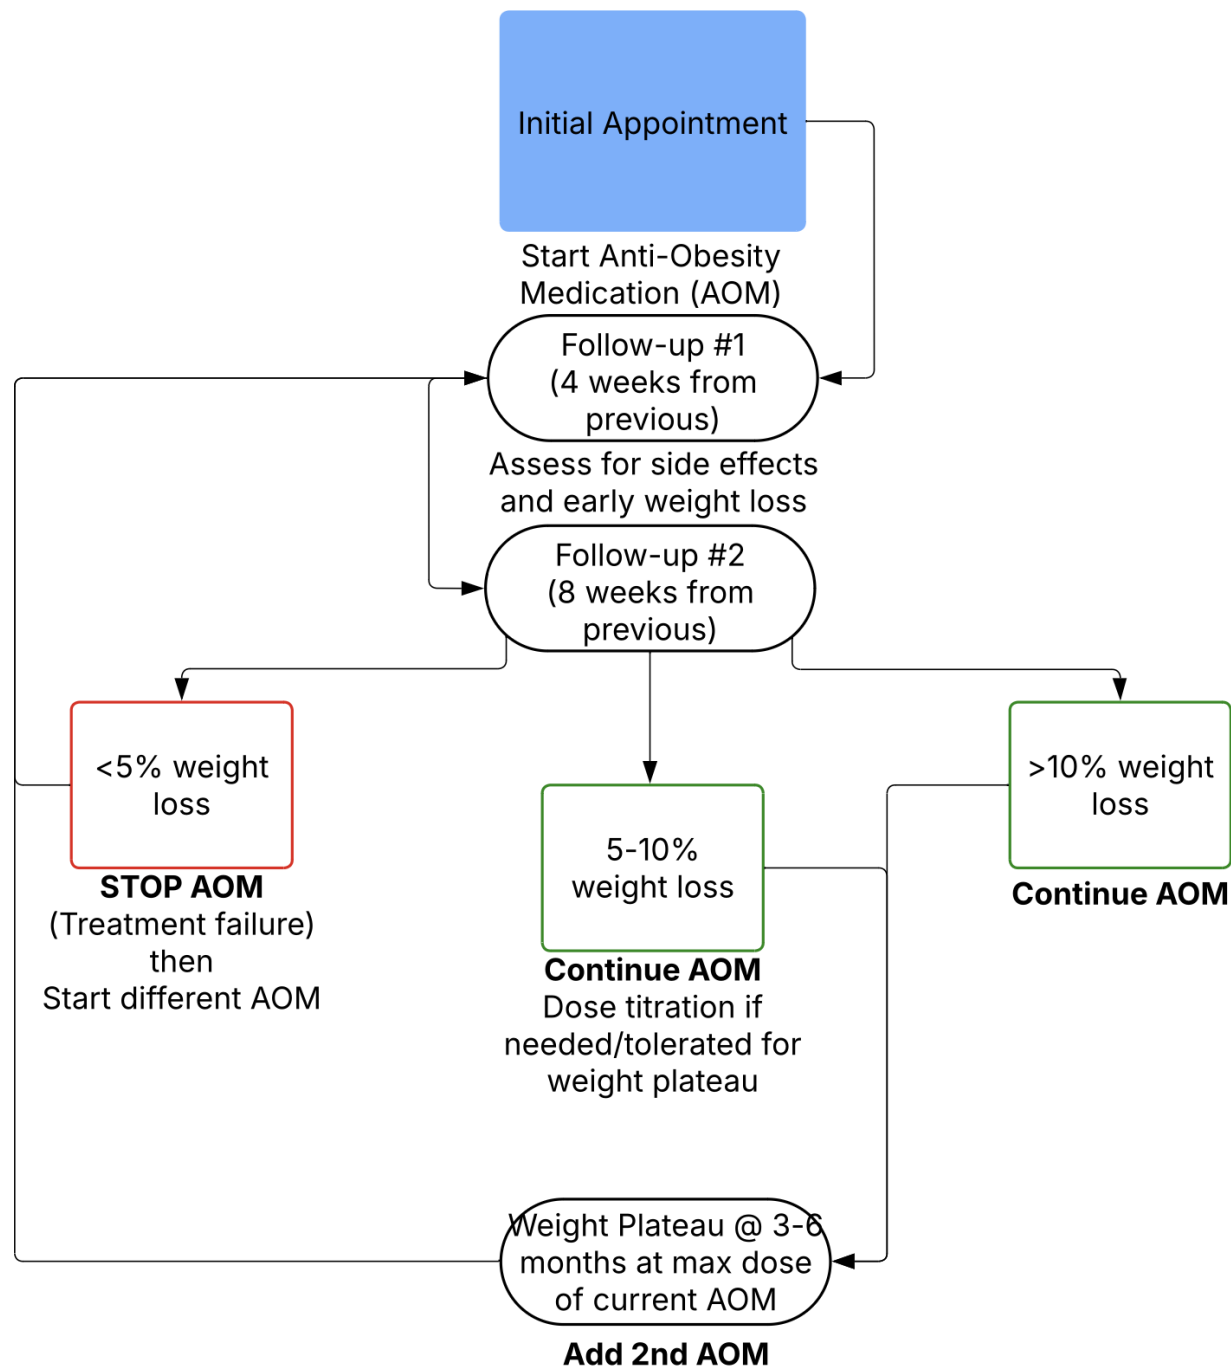 Initial Appointment
Start Anti-Obesity
Medication (AOM)
Follow-up #1
(4 weeks from
previous)
Assess for side effects
and early weight loss
Follow-up #2
(8 weeks from
previous)
<5% weight
loss
STOP AOM
(Treatment failure)
then
Start different AOM
5-10%
weight loss
Continue AOM
Dose titration if
needed/tolerated for
weight plateau
>10% weight
loss
Continue AOM
Weight Plateau @ 3-6
months at max dose
of current AOM
Add 2nd AOM